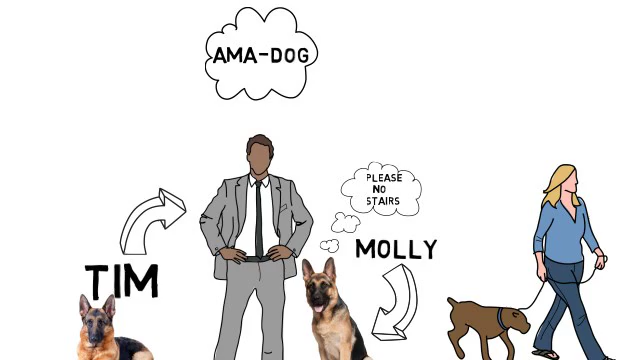 AMA-DOG
PLEASE
NO
STAIRS
MOLLY
TIM